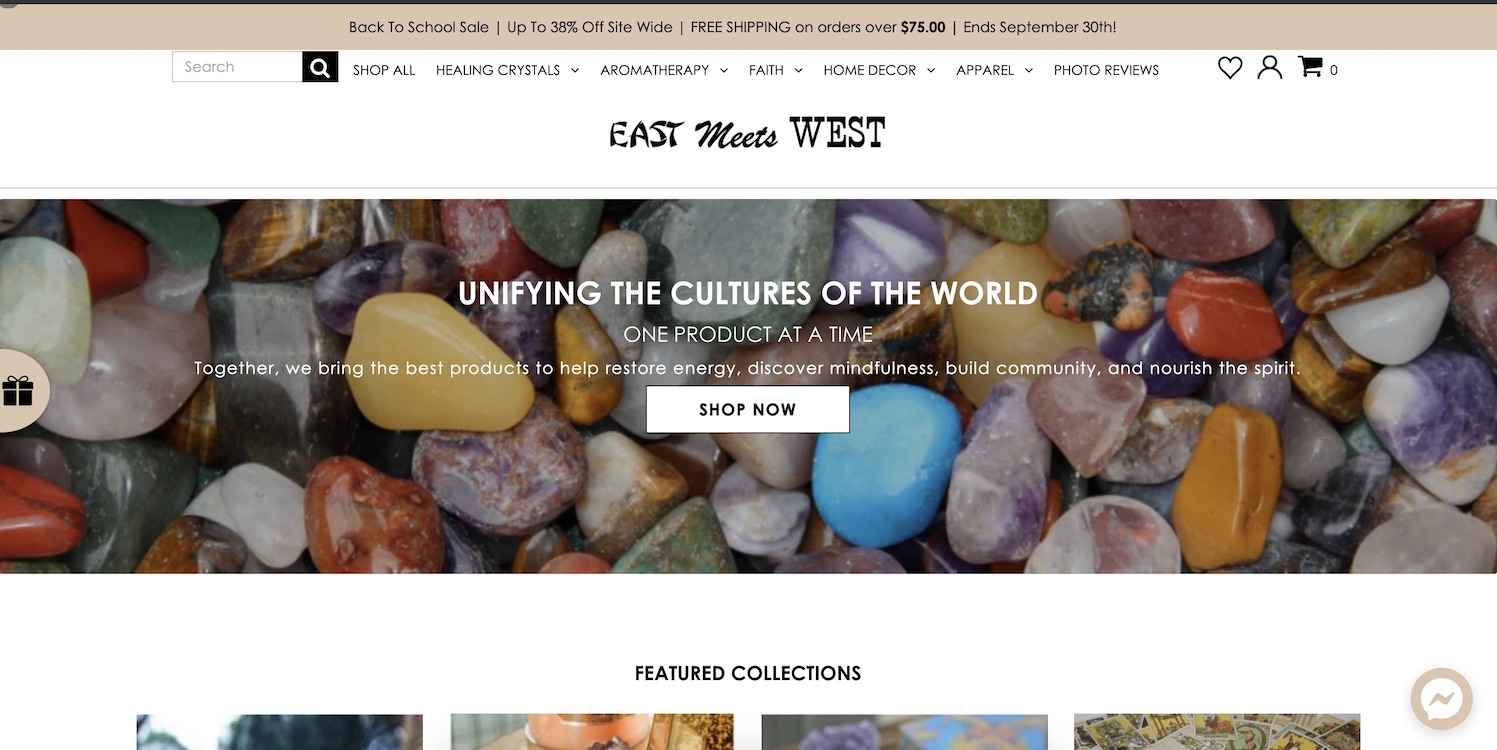 Back To School Sale | Up To 38% Off Site Wide | FREE SHIPPING on orders over $75.00 | Ends September 30th!
Search SHOP ALL HEALING CRYSTALS AROMATHERAPY FAITH HOME DECOR APPAREL PHOTO REVIEWS 0
EAST Meets WEST
UNIFYING THE CULTURES OF THE WORLD
ONE PRODUCT AT A TIME
Together, we bring the best products to help restore energy, discover mindfulness, build community, and nourish the spirit.
SHOP NOW
FEATURED COLLECTIONS